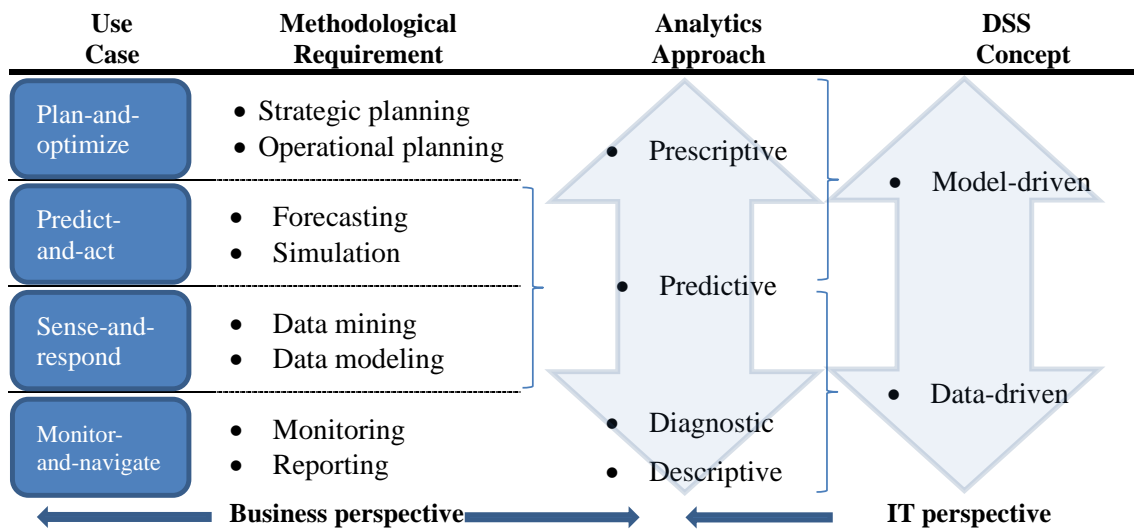 Use Methodological Analytics DSS
Case Requirement Approach Concept
Plan-and-
optimize
• Strategic planning
• Operational planning
• Prescriptive
• Model-driven
Predict-
and-act
• Forecasting
• Simulation
• Predictive
Sense-and-
respond
• Data mining
• Data modeling
• Data-driven
Monitor-
and-navigate
• Monitoring
• Reporting
• Diagnostic
• Descriptive
Business perspective IT perspective